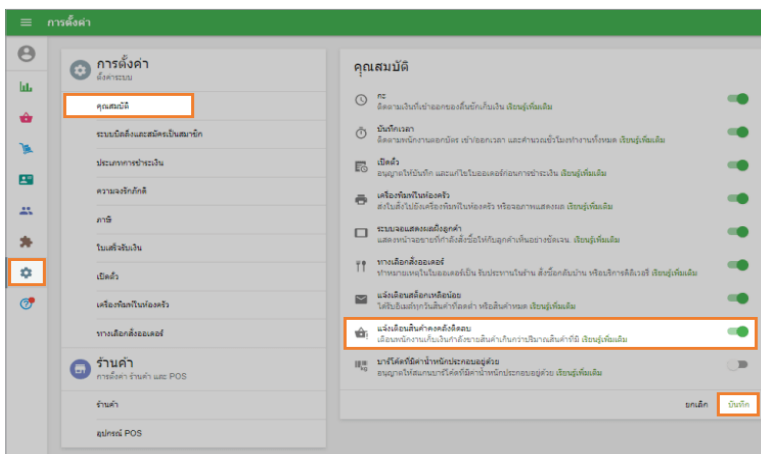 การตั้งค่า
การตั้งค่า
ตั้งค่าระบบ
คุณสมบัติ
ระบบบิลลิ่งและสมัครเป็นสมาชิก
ประเภทการชำระเงิน
ความจงรักภักดี
ภาษี
ใบเสร็จรับเงิน
เปิดตั๋ว
เครื่องพิมพ์ในห้องครัว
ทางเลือกสั่งออเดอร์
ร้านค้า
การตั้งค่า ร้านค้า และ POS
ร้านค้า
อุปกรณ์ POS
คุณสมบัติ
กะ
ติดตามเงินที่เข้าออกของลิ้นชักเก็บเงิน เรียนรู้เพิ่มเติม
บันทึกเวลา
ติดตามพนักงานตอกบัตร เข้า/ออกเวลา และคำนวณชั่วโมงทำงานทั้งหมด เรียนรู้เพิ่มเติม
เปิดตั๋ว
อนุญาตให้บันทึก และแก้ไขใบออเดอร์ก่อนการชำระเงิน เรียนรู้เพิ่มเติม
เครื่องพิมพ์ในห้องครัว
ส่งใบสั่งไปยังเครื่องพิมพ์ในห้องครัว หรือจอภาพแสดงผล เรียนรู้เพิ่มเติม
ระบบจอแสดงผลถึงลูกค้า
แสดงหน้าจอขายที่กำลังสั่งซื้อให้กับลูกค้าเห็นอย่างชัดเจน. เรียนรู้เพิ่มเติม
ทางเลือกสั่งออเดอร์
ทำหมายเหตุในใบออเดอร์เป็น รับประทานในร้าน สั่งซื้อกลับบ้าน หรือบริการดิลิเวอรี่ เรียนรู้เพิ่มเติม
แจ้งเตือนสต็อกเหลือน้อย
ได้รับอีเมล์ทุกวันสินค้าที่ลดต่ำ หรือสินค้าหมด เรียนรู้เพิ่มเติม
แจ้งเตือนสินค้าคงคลังติดลบ
เตือนพนักงานเก็บเงินกำลังขายสินค้าเกินกว่าปริมาณสินค้าที่มี เรียนรู้เพิ่มเติม
บาร์โค้ดที่มีค่าน้ำหนักประกอบอยู่ด้วย
อนุญาตให้สแกนบาร์โค้ดที่มีค่าน้ำหนักประกอบอยู่ด้วย เรียนรู้เพิ่มเติม
ยกเลิก บันทึก